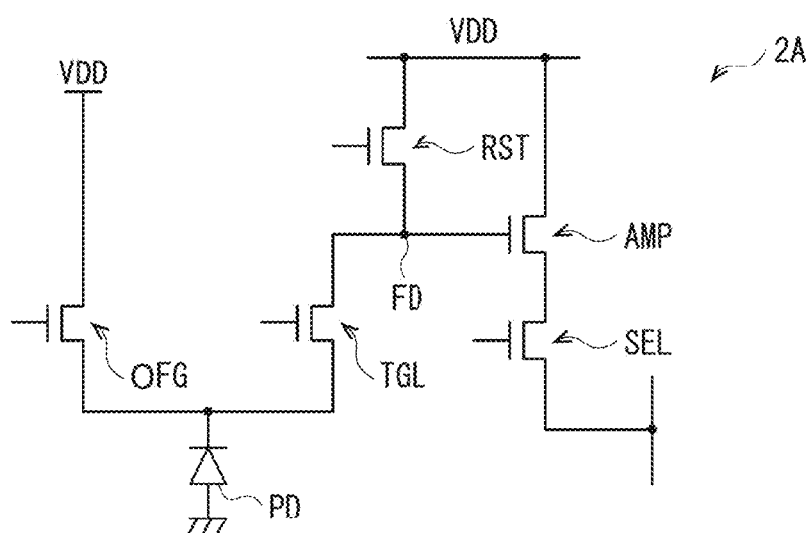 VDD
2A
VDD
RST
AMP
FD
SEL
OFG
TGL
PD